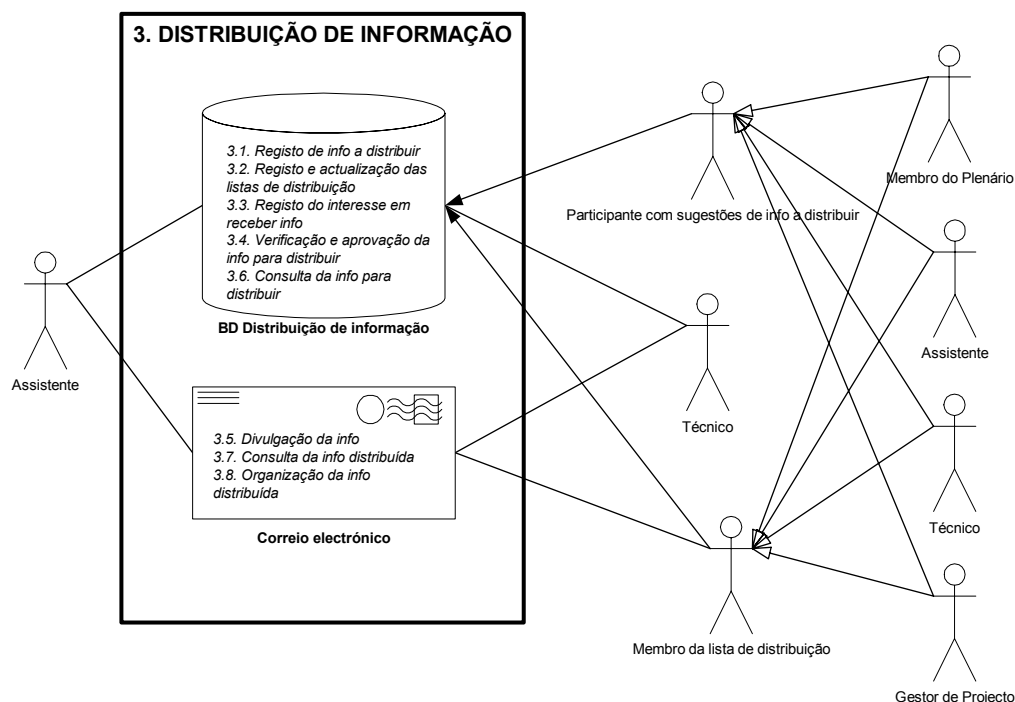 3. DISTRIBUIÇÃO DE INFORMAÇÃO
3.1. Registo de info a distribuir
3.2. Registo e actualização das
listas de distribuição
3.3. Registo do interesse em
receber info
3.4. Verificação e aprovação da
info para distribuir
3.6. Consulta da info para
distribuir
BD Distribuição de informação
3.5. Divulgação da info
3.7. Consulta da info distribuída
3.8. Organização da info
distribuída
Correio electrónico
Assistente
Participante com sugestões de info a distribuir
Técnico
Membro da lista de distribuição
Membro do Plenário
Assistente
Técnico
Gestor de Projecto